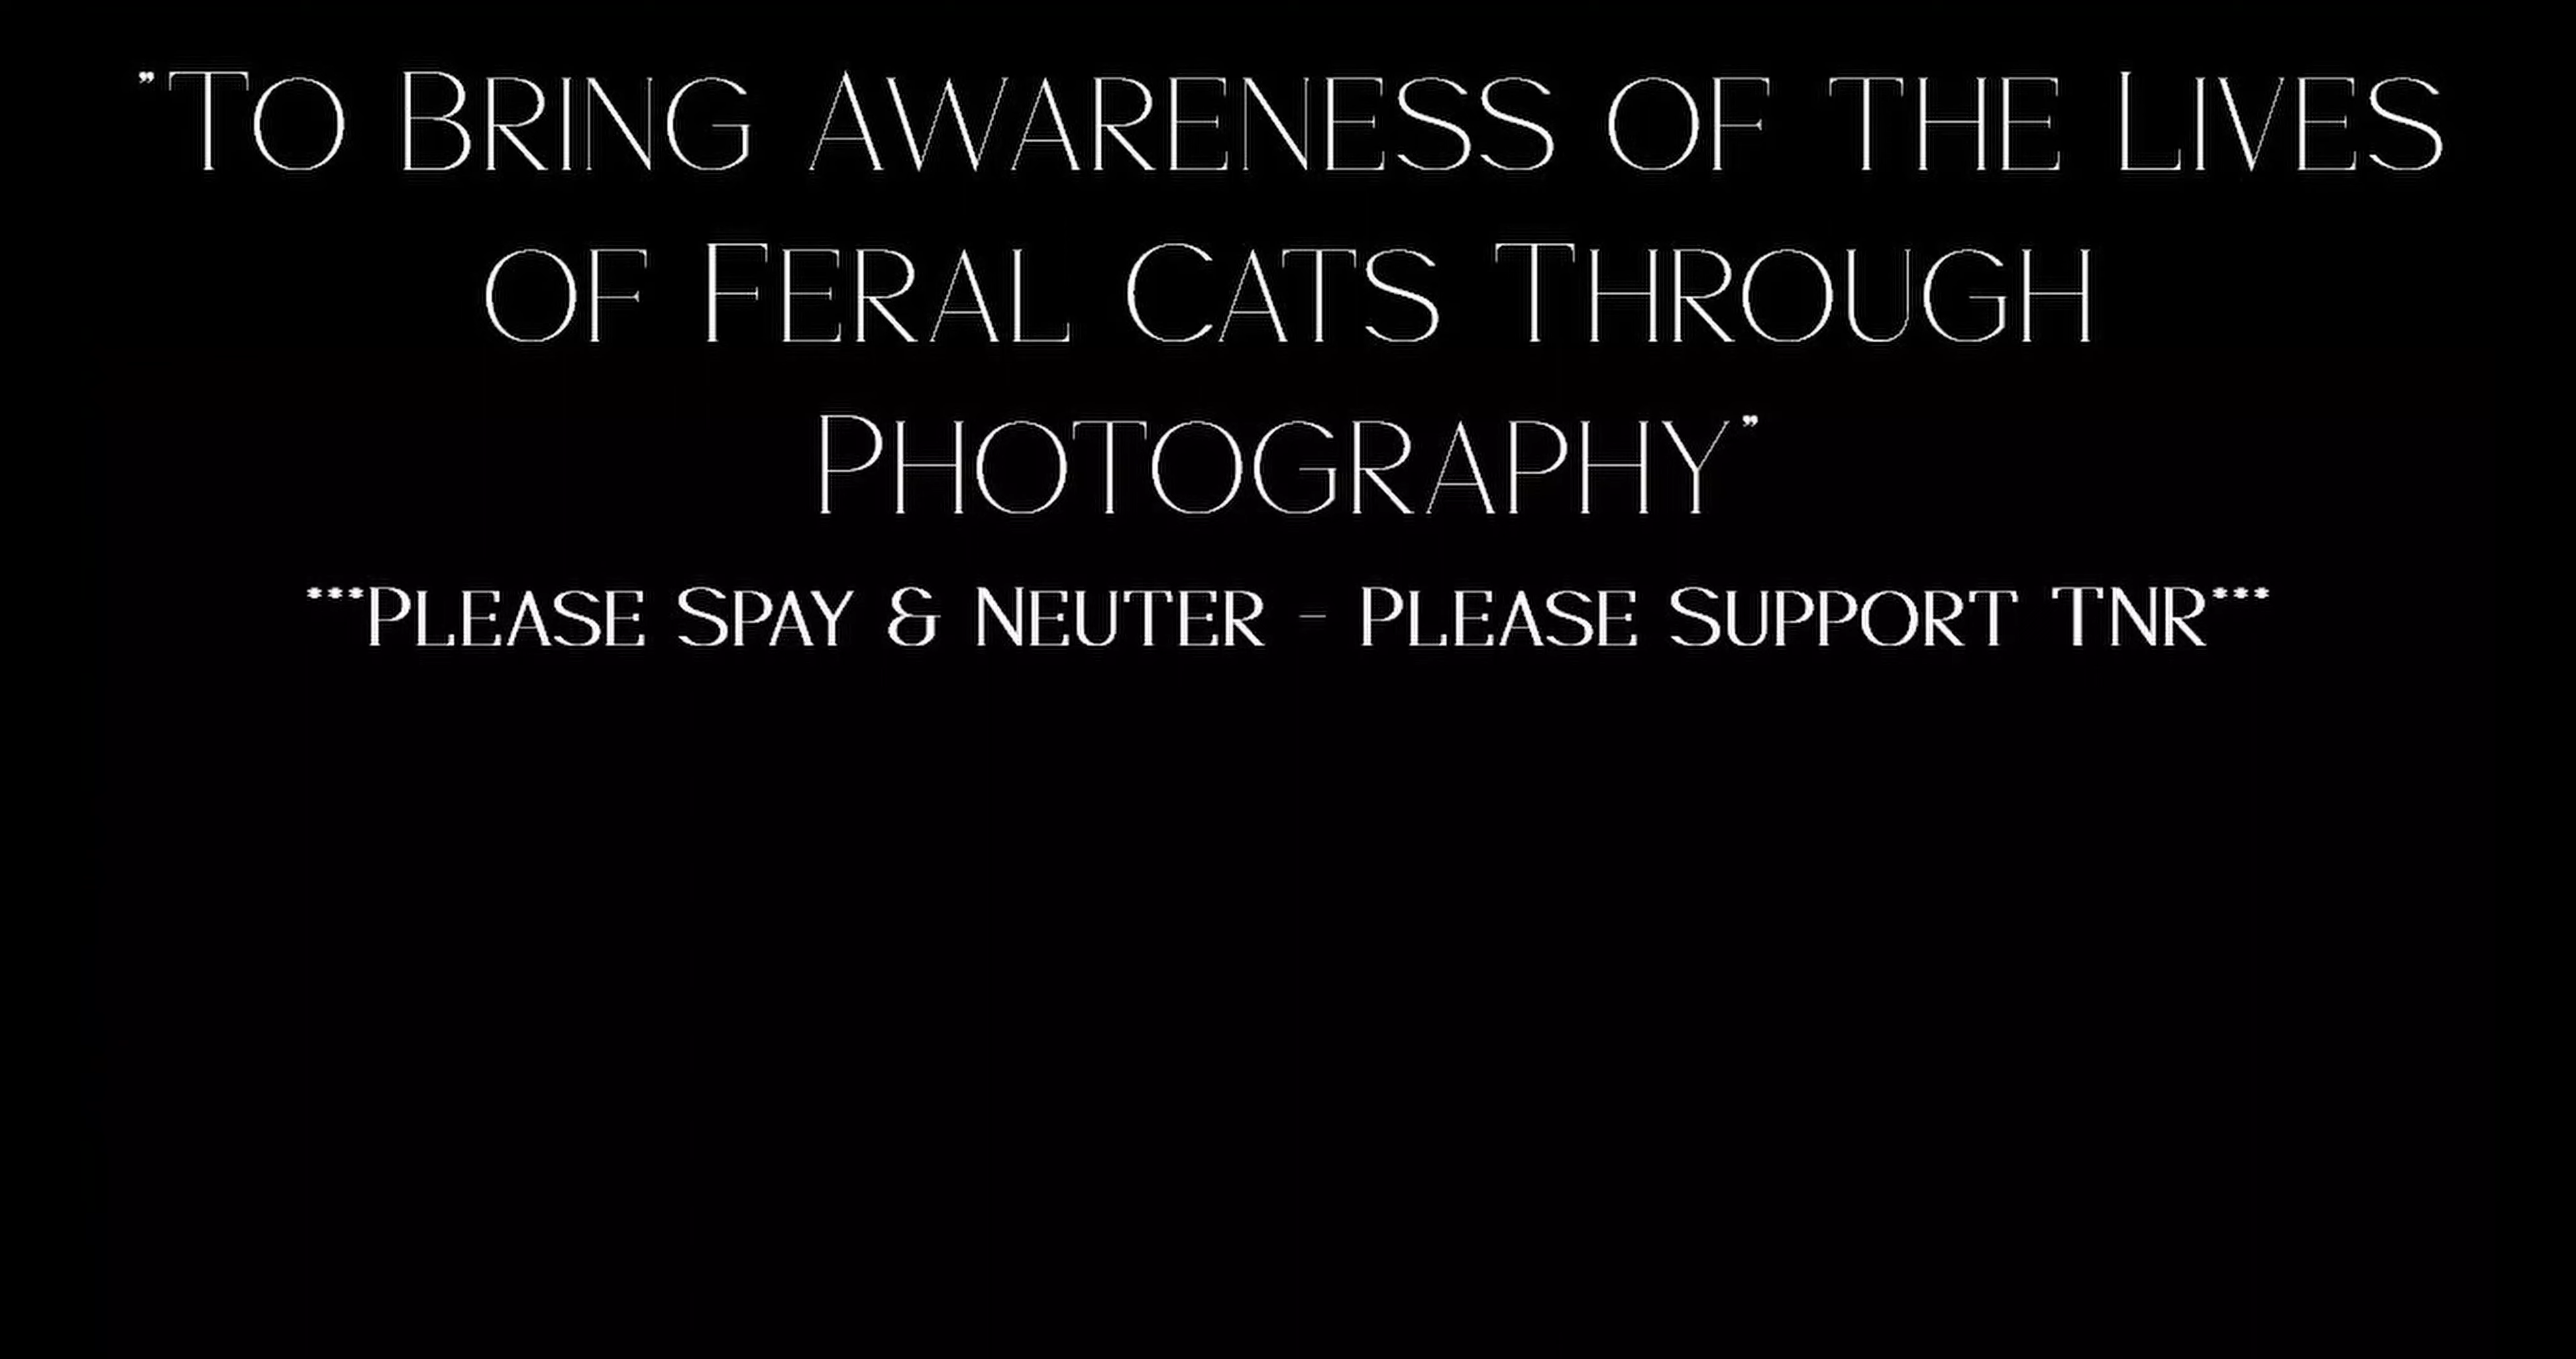 "To Bring Awareness of the Lives
of Feral Cats Through
Photography"
***Please Spay & Neuter - Please Support TNR***